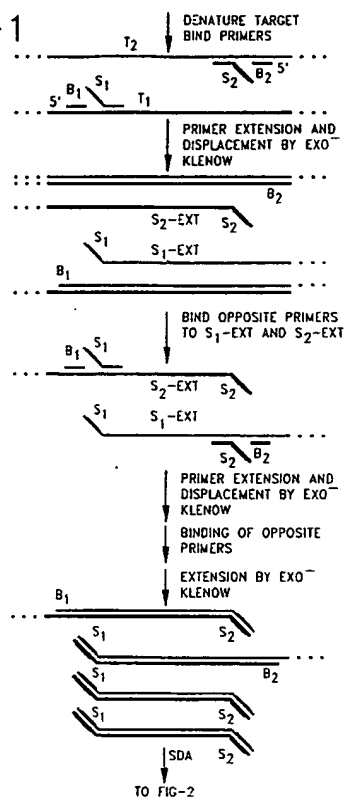 1
DENATURE TARGET
BIND PRIMERS
T2
S2 B2 5'
5' B1 S1 T1
PRIMER EXTENSION AND
DISPLACEMENT BY EXO–
KLENOW
B2
S2-EXT S2
S1 S1-EXT
B1
BIND OPPOSITE PRIMERS
TO S1-EXT AND S2-EXT
B1 S1
S2-EXT S2
S1 S1-EXT
S2 B2
PRIMER EXTENSION AND
DISPLACEMENT BY EXO–
KLENOW
BINDING OF OPPOSITE
PRIMERS
EXTENSION BY EXO–
KLENOW
B1
S1 S2
S1 B2
S1 S2
S2
SDA
TO FIG-2